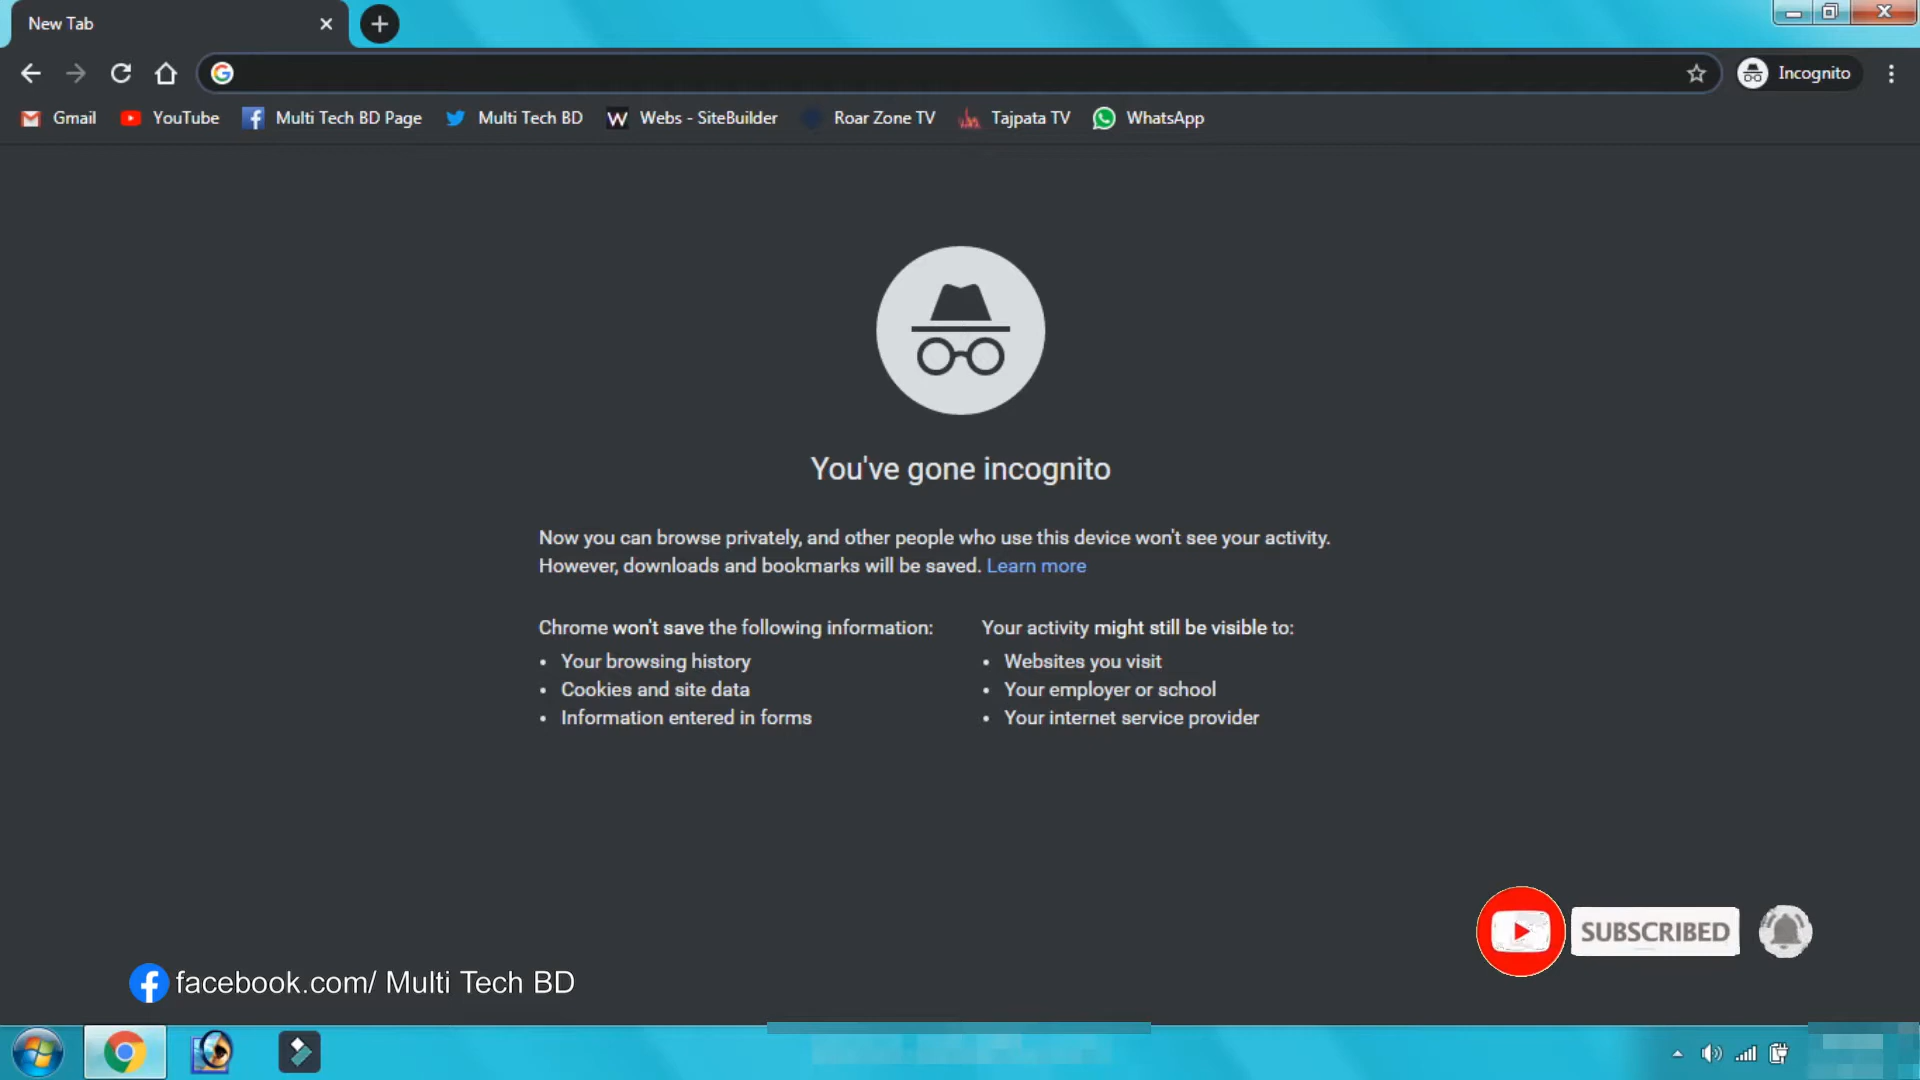 New Tab
Incognito
Gmail
YouTube
Multi Tech BD Page
Multi Tech BD
Webs - SiteBuilder
Roar Zone TV
Tajpata TV
WhatsApp
You've gone incognito
Now you can browse privately, and other people who use this device won't see your activity.
However, downloads and bookmarks will be saved. Learn more
Chrome won't save the following information:
• Your browsing history
• Cookies and site data
• Information entered in forms
Your activity might still be visible to:
• Websites you visit
• Your employer or school
• Your internet service provider
SUBSCRIBED
facebook.com/ Multi Tech BD